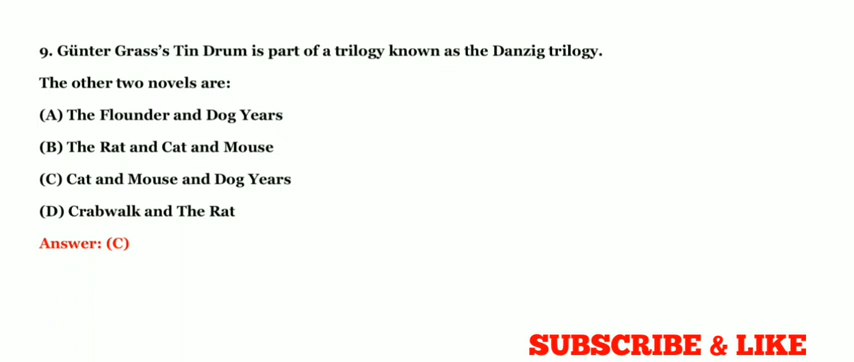 9. Günter Grass’s Tin Drum is part of a trilogy known as the Danzig trilogy.
The other two novels are:
(A) The Flounder and Dog Years
(B) The Rat and Cat and Mouse
(C) Cat and Mouse and Dog Years
(D) Crabwalk and The Rat
Answer: (C)
SUBSCRIBE & LIKE